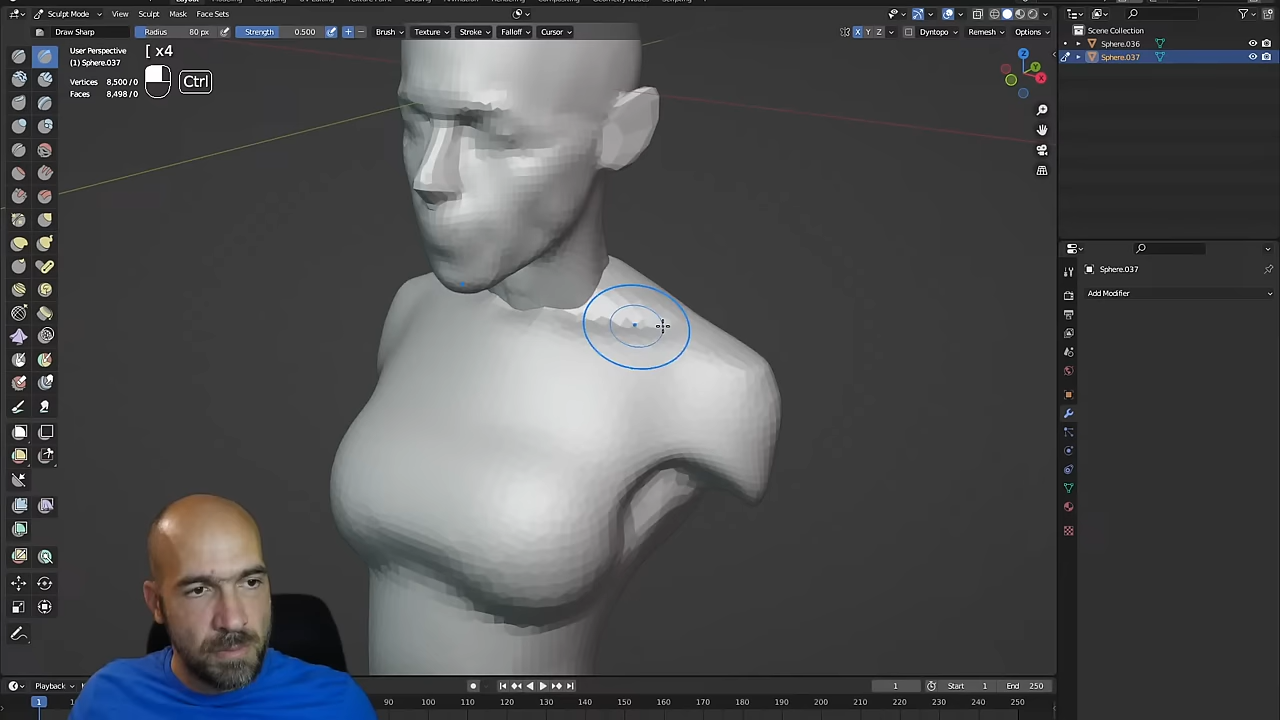 Sculpt Mode View Sculpt Mask Face Sets
Draw Sharp Radius 80 px Strength 0.500 Brush Texture Stroke Falloff Cursor X Y Z Dyntopo Remesh Options
User Perspective
(1) Sphere.037
Vertices 8,500/0
Faces 8,498/0
[ x4
Ctrl
Z
Y
X
Scene Collection
Sphere.036
Sphere.037
Sphere.037
Add Modifier
Playback 1 Start 1 End 250
1 90 100 110 120 130 140 150 160 170 180 190 200 210 220 230 240 250